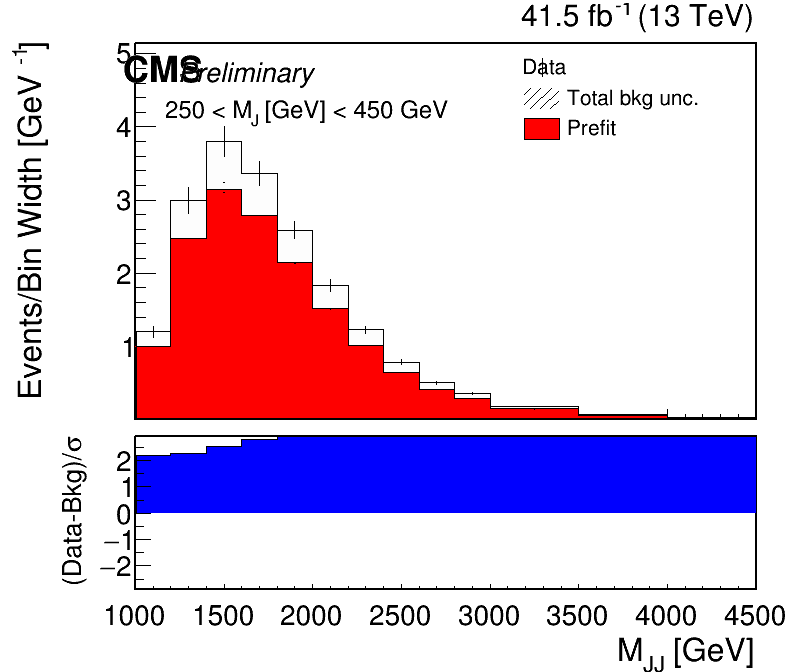 41.5 fb⁻¹ (13 TeV)
Events/Bin Width [GeV⁻¹]
5
4
3
2
1
CMS Preliminary
250 < M_J [GeV] < 450 GeV
Data
Total bkg unc.
Prefit
(Data-Bkg)/σ
2
1
0
−1
−2
1000 1500 2000 2500 3000 3500 4000 4500
M_JJ [GeV]